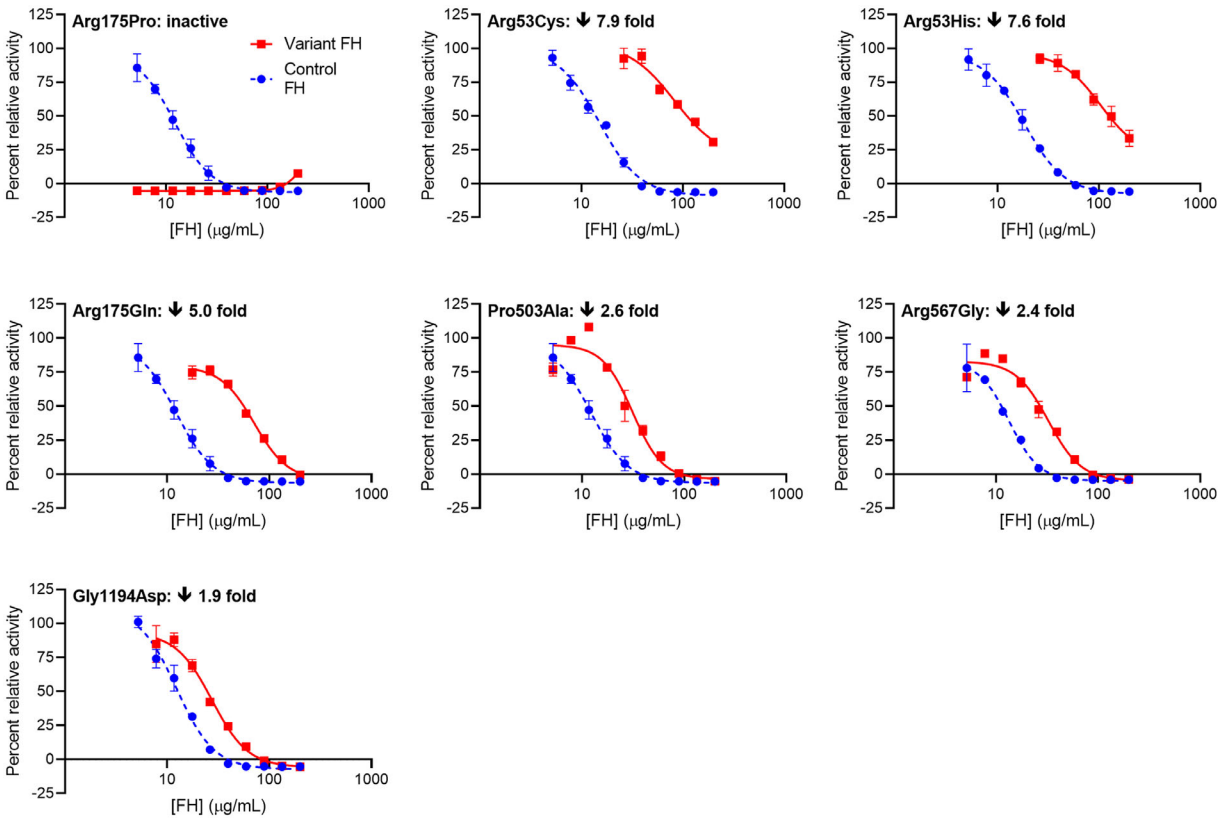 Arg175Pro: inactive
Variant FH
Control
FH
Percent relative activity
125
100
75
50
25
0
-25
10
100
1000
[FH] (μg/mL)
Arg53Cys: 🡻 7.9 fold
Percent relative activity
125
100
75
50
25
0
-25
10
100
1000
[FH] (μg/mL)
Arg53His: 🡻 7.6 fold
Percent relative activity
125
100
75
50
25
0
-25
10
100
1000
[FH] (μg/mL)
Arg175Gln: 🡻 5.0 fold
Percent relative activity
125
100
75
50
25
0
-25
10
100
1000
[FH] (μg/mL)
Pro503Ala: 🡻 2.6 fold
Percent relative activity
125
100
75
50
25
0
-25
10
100
1000
[FH] (μg/mL)
Arg567Gly: 🡻 2.4 fold
Percent relative activity
125
100
75
50
25
0
-25
10
100
1000
[FH] (μg/mL)
Gly1194Asp: 🡻 1.9 fold
Percent relative activity
125
100
75
50
25
0
-25
10
100
1000
[FH] (μg/mL)